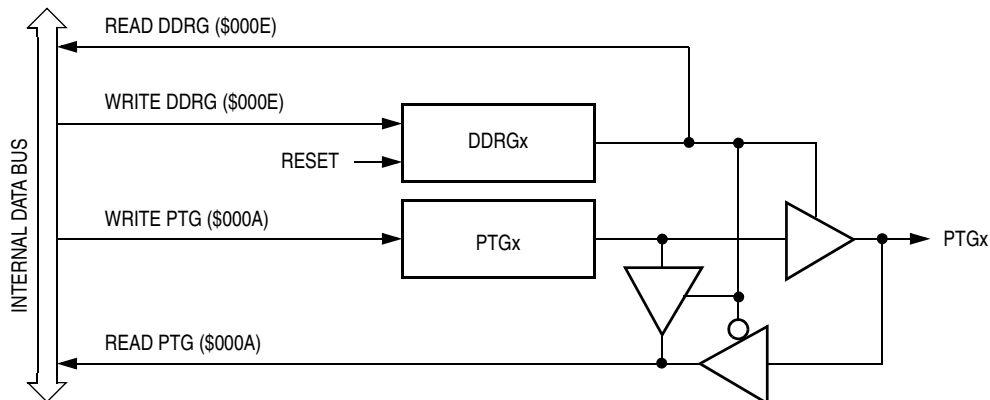 READ DDRG ($000E)
WRITE DDRG ($000E)
DDRGx
RESET
WRITE PTG ($000A)
PTGx
PTGx
READ PTG ($000A)
INTERNAL DATA BUS